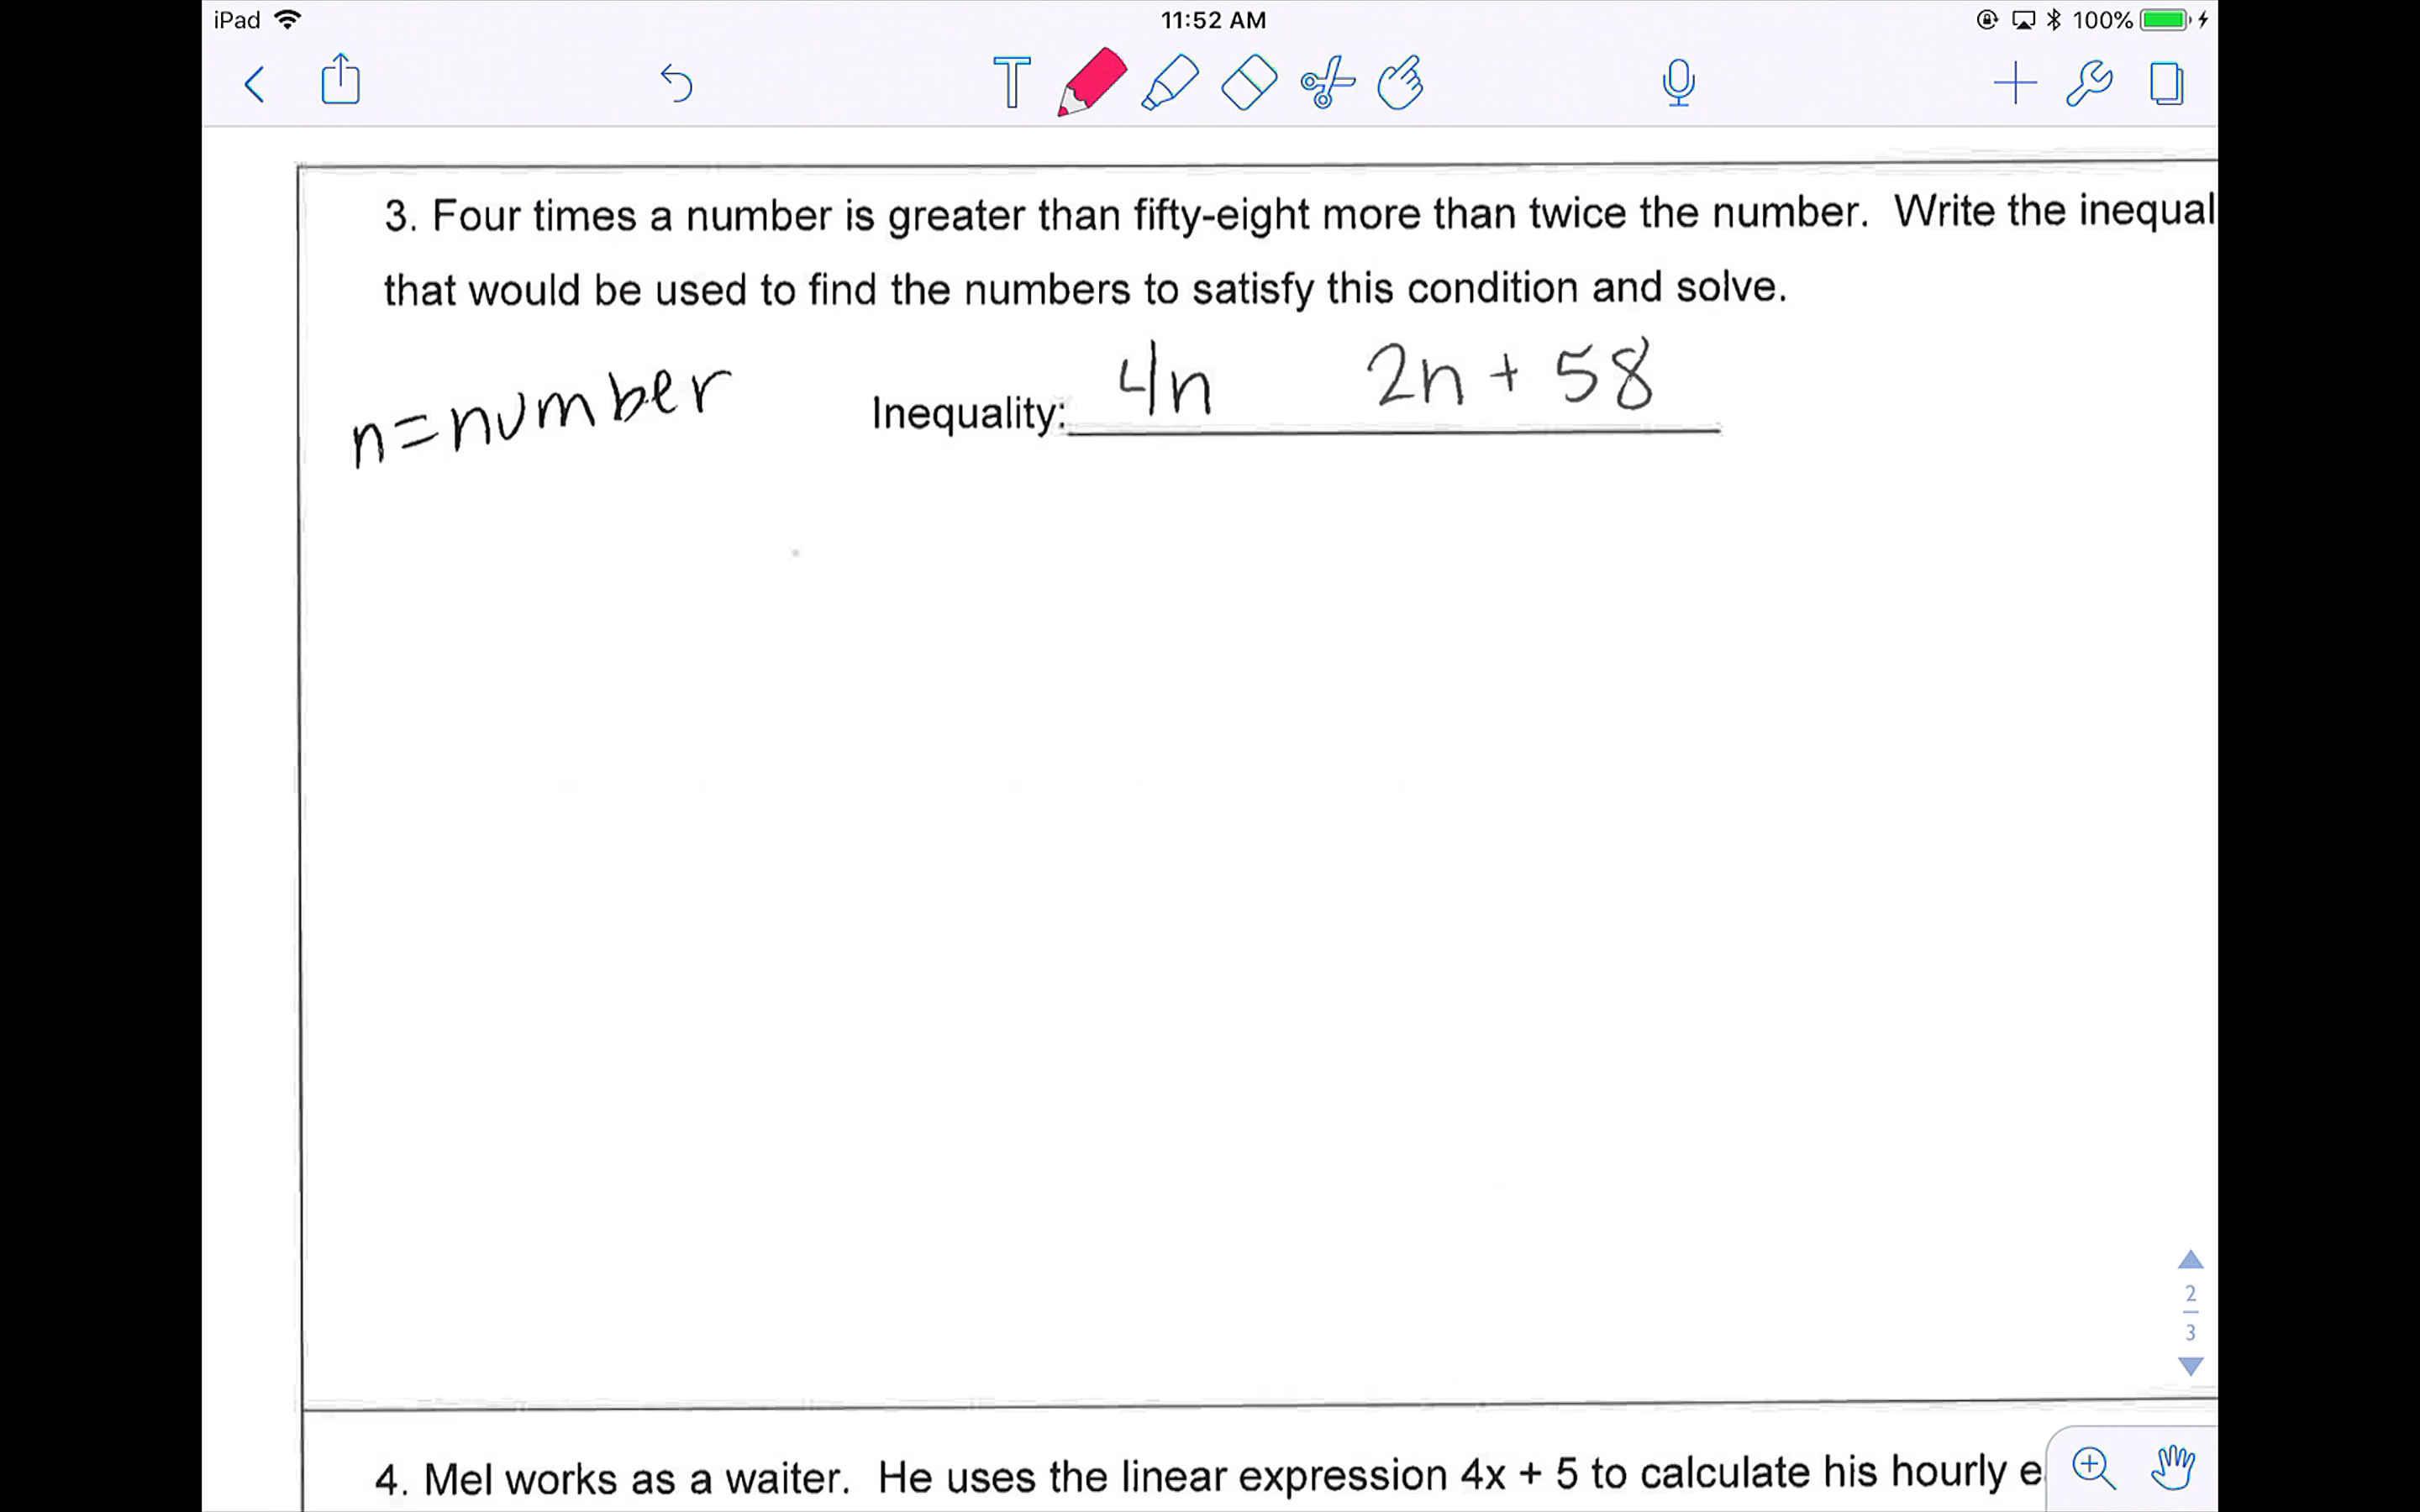 iPad 11:52 AM 100%
T
3. Four times a number is greater than fifty-eight more than twice the number. Write the inequal
that would be used to find the numbers to satisfy this condition and solve.
n=number Inequality: 4n 2n + 58
2
3
4. Mel works as a waiter. He uses the linear expression 4x + 5 to calculate his hourly e